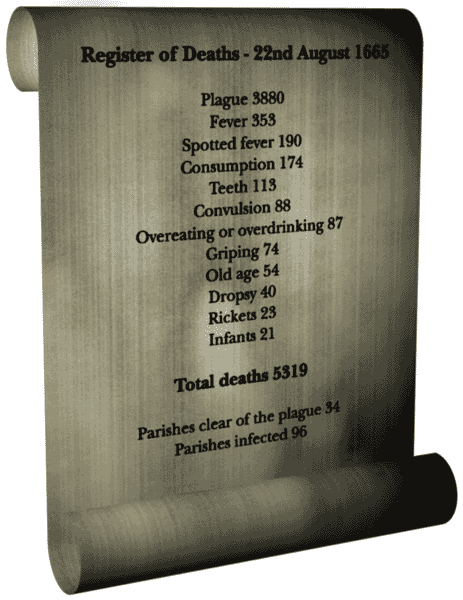 Register of Deaths - 22nd August 1665
Plague 3880
Fever 353
Spotted fever 190
Consumption 174
Teeth 113
Convulsion 88
Overeating or overdrinking 87
Griping 74
Old age 54
Dropsy 40
Rickets 23
Infants 21
Total deaths 5319
Parishes clear of the plague 34
Parishes infected 96